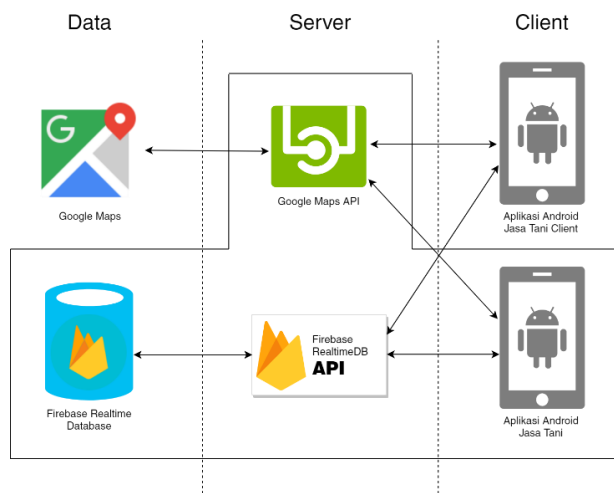 Data
Server
Client
G
Google Maps
Google Maps API
Aplikasi Android
Jasa Tani Client
Firebase
RealtimeDB
API
Firebase Realtime
Database
Aplikasi Android
Jasa Tani